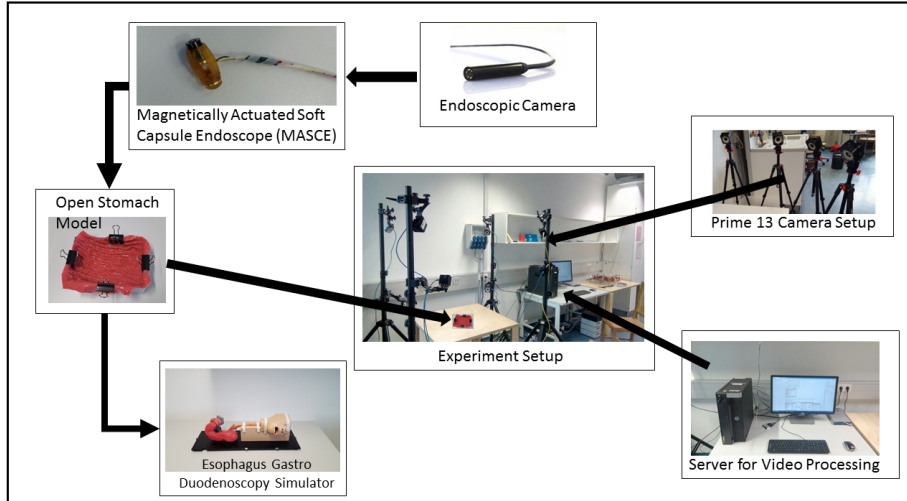 Magnetically Actuated Soft
Capsule Endoscope (MASCE)
Endoscopic Camera
Open Stomach
Model
Prime 13 Camera Setup
Experiment Setup
Esophagus Gastro
Duodenoscopy Simulator
Server for Video Processing